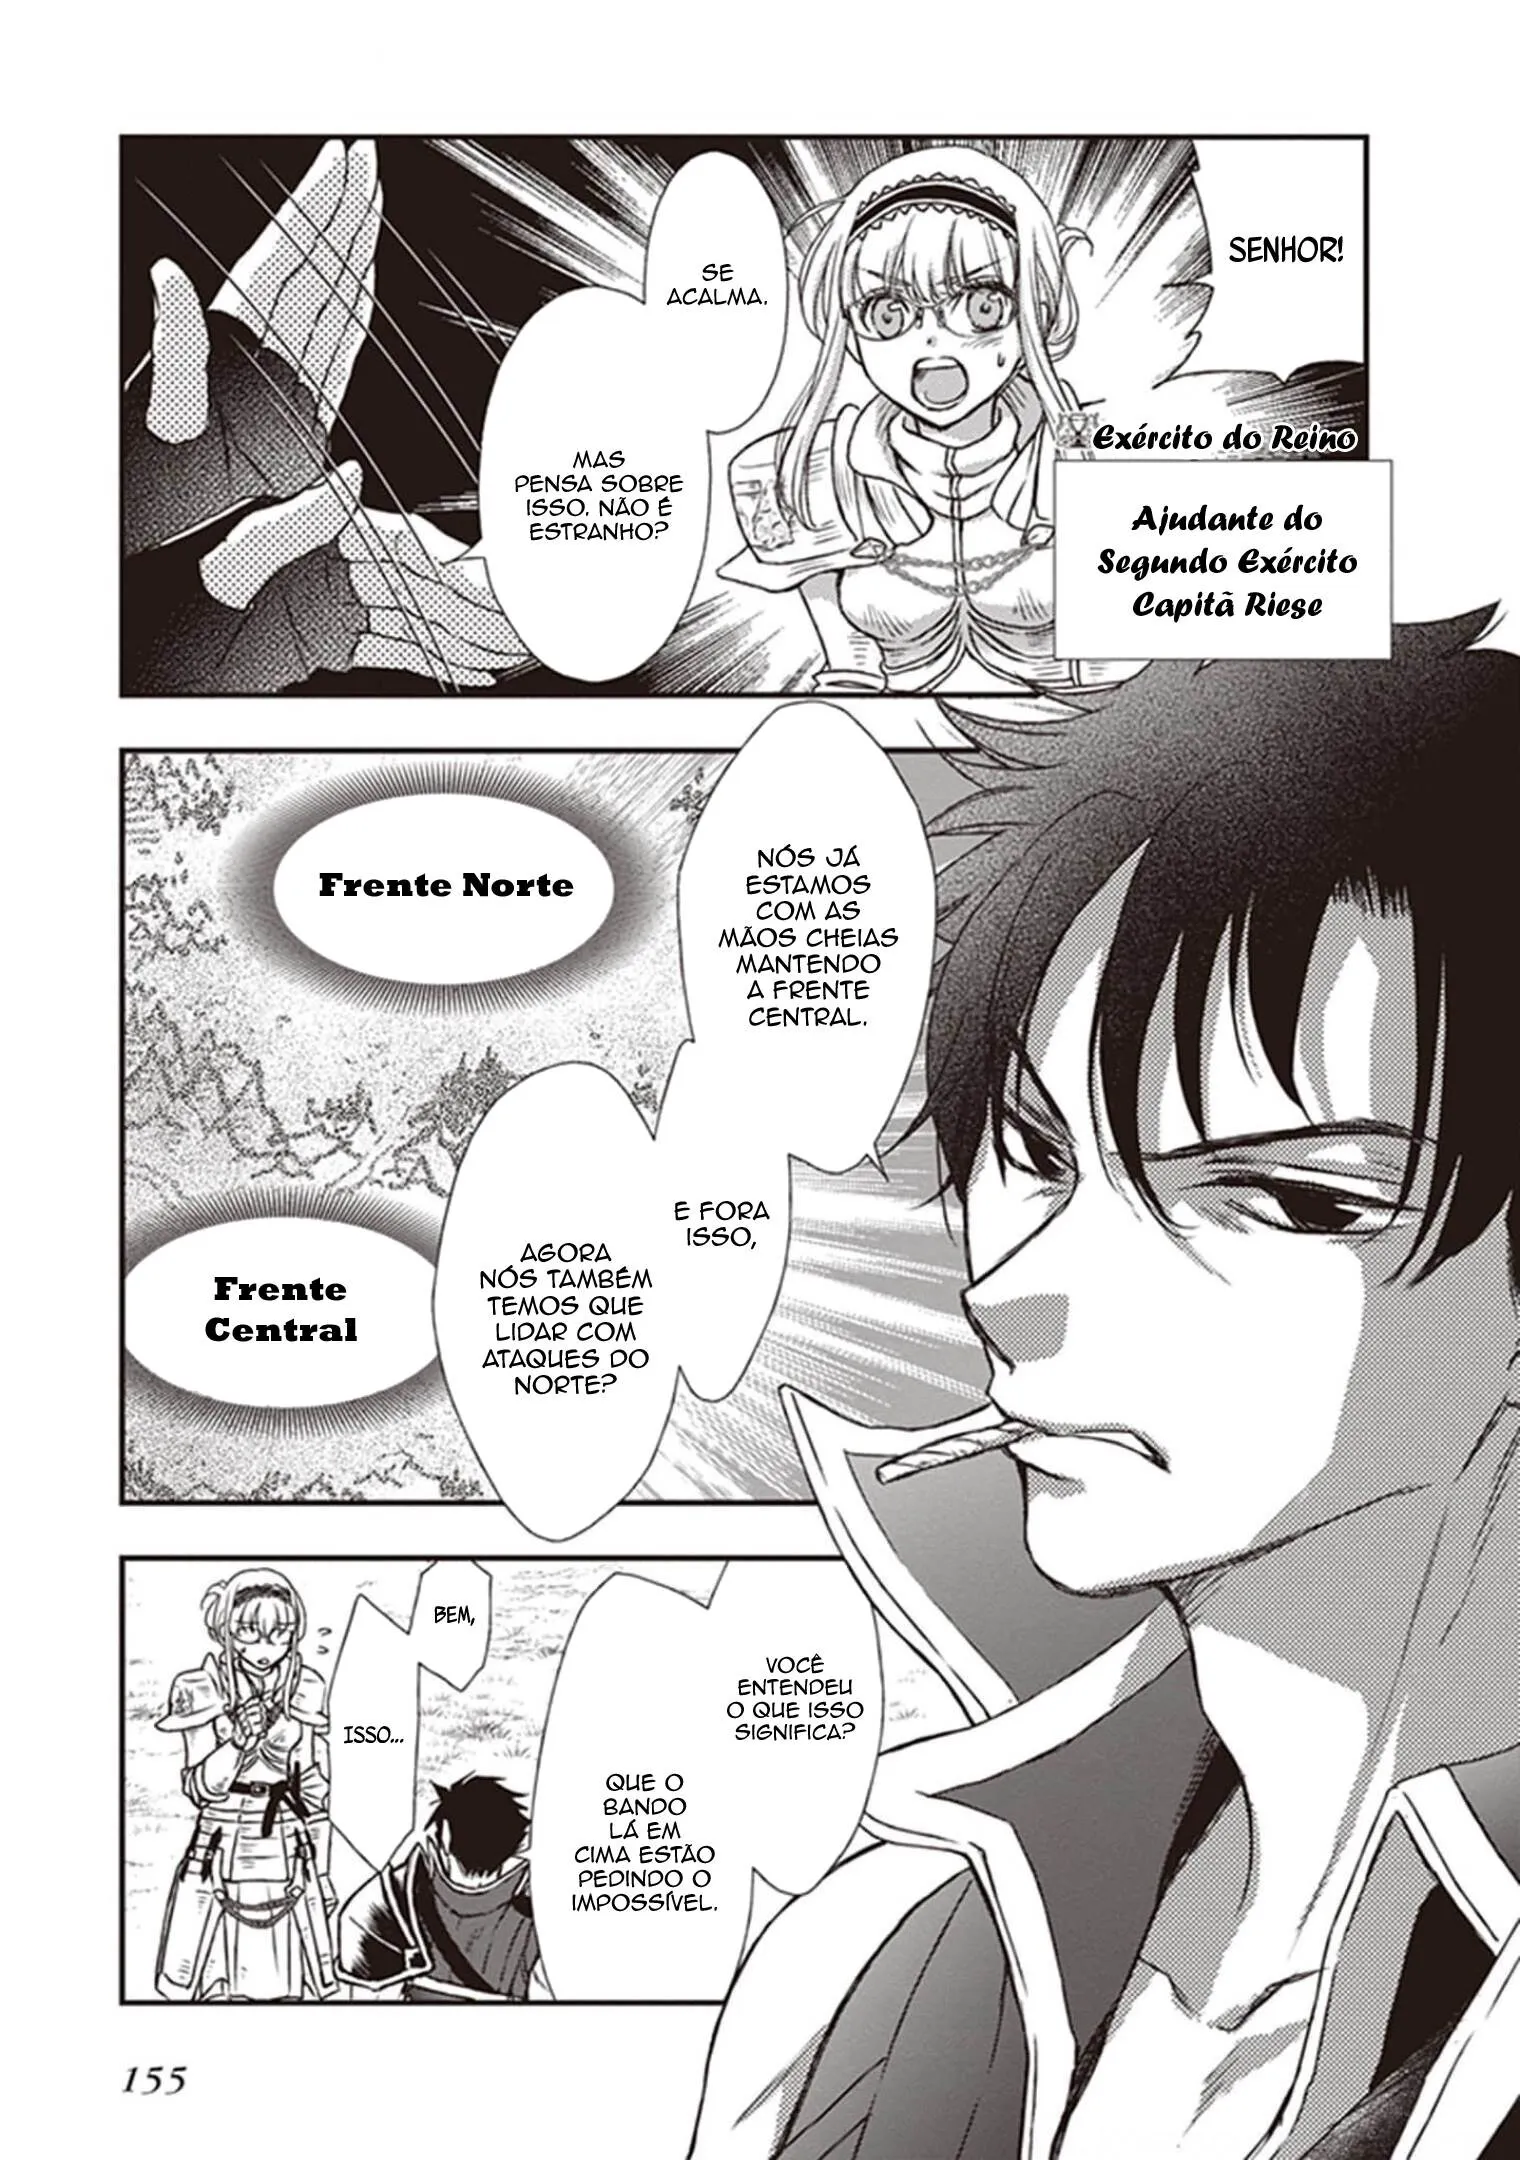 SENHOR!
Exército do Reino
Ajudante do
Segundo Exército
Capitã Riese
SE
ACALMA.
MAS
PENSA SOBRE
ISSO, NÃO É
ESTRANHO?
NÓS JÁ
ESTAMOS
COM AS
MÃOS CHEIAS
MANTENDO
A FRENTE
CENTRAL.
E FORA
ISSO,
AGORA
NÓS TAMBÉM
TEMOS QUE
LIDAR COM
ATAQUES DO
NORTE?
Frente Norte
Frente
Central
VOCÊ
ENTENDEU
O QUE ISSO
SIGNIFICA?
QUE O
BANDO
LÁ EM
CIMA ESTÃO
PEDINDO O
IMPOSSÍVEL.
BEM,
ISSO...
155